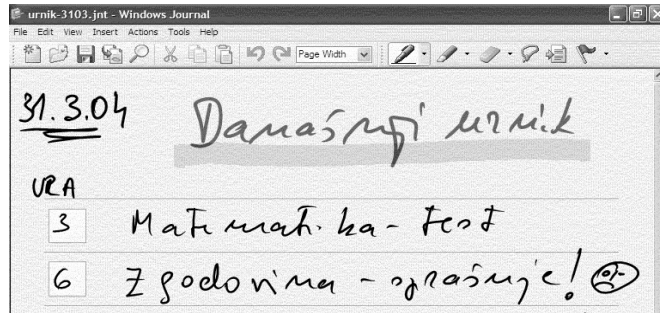 urnik-3103.jnt - Windows Journal
File Edit View Insert Actions Tools Help
Page Width
31.3.04 Današnji urnik
URA
3 Matematika - test
6 Zgodovina - sprašuje!